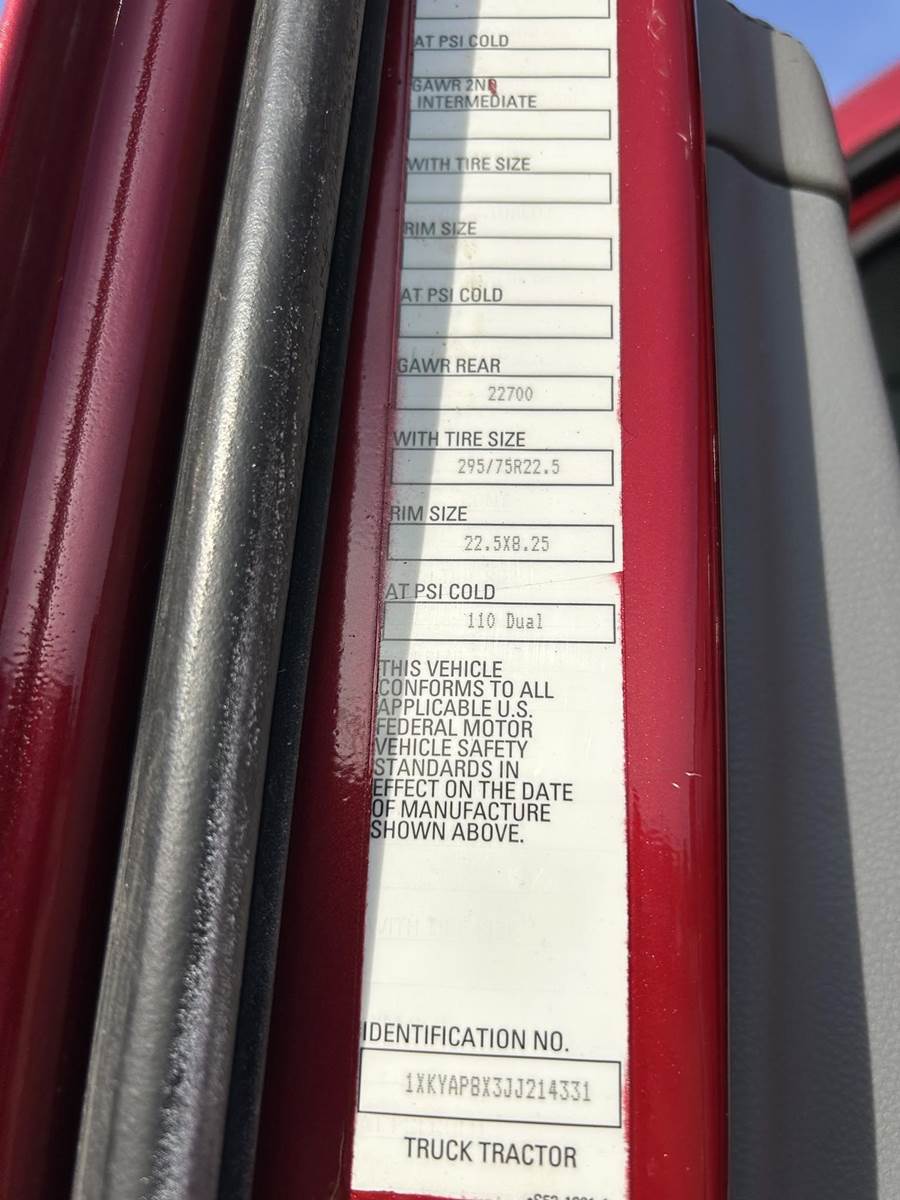 AT PSI COLD
GAWR 2ND
INTERMEDIATE
WITH TIRE SIZE
RIM SIZE
AT PSI COLD
GAWR REAR
22700
WITH TIRE SIZE
295/75R22.5
RIM SIZE
22.5X8.25
AT PSI COLD
110 Dual
THIS VEHICLE
CONFORMS TO ALL
APPLICABLE U.S.
FEDERAL MOTOR
VEHICLE SAFETY
STANDARDS IN
EFFECT ON THE DATE
OF MANUFACTURE
SHOWN ABOVE.
IDENTIFICATION NO.
1XKYAP8X3JJ214331
TRUCK TRACTOR